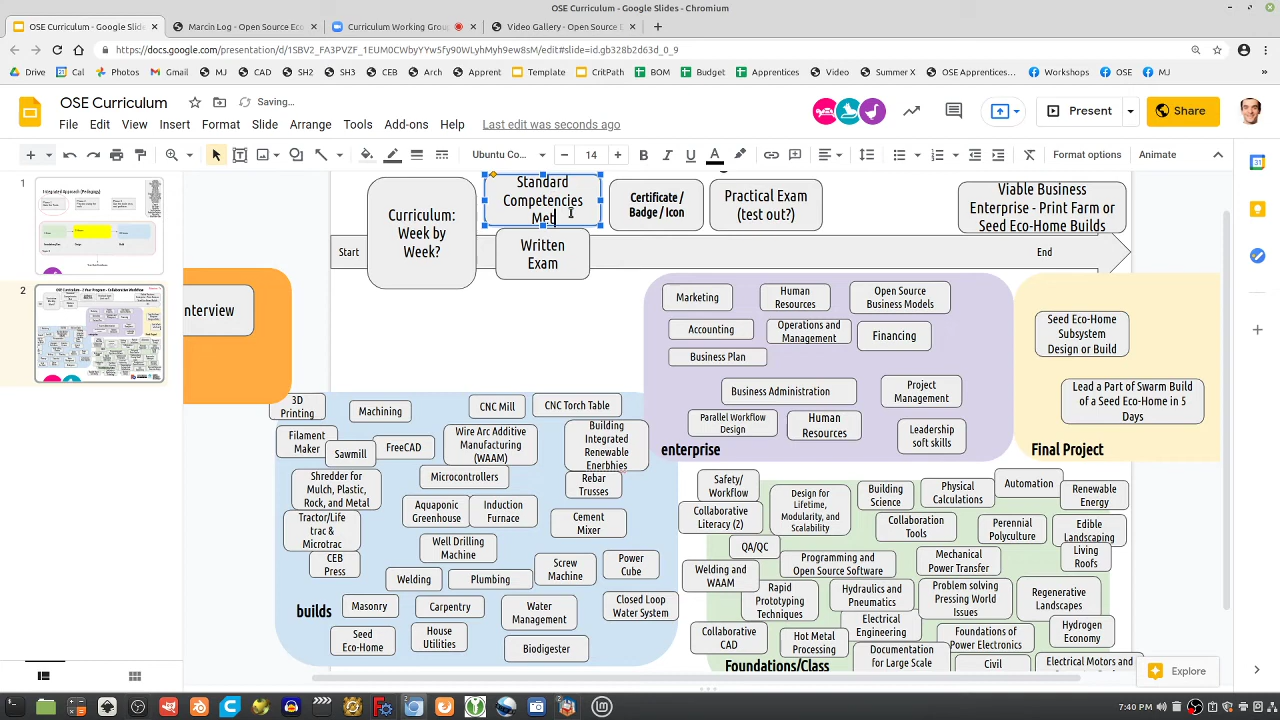 OSE Curriculum - Google Slides - Chromium
OSE Curriculum - Google Slid
Marcin Log - Open Source Eco
Curriculum Working Grou
Video Gallery - Open Source E
https://docs.google.com/presentation/d/1SBV2_FA3PVZF_1EUM0CWbyYYw5fy90WLyhMyh9ew8sM/edit#slide=id.gb328b2d63d_0_9
Drive
Cal
Photos
Gmail
MJ
CAD
SH2
SH3
CEB
Arch
Apprent
Template
CritPath
BOM
Budget
Apprentices
Video
Summer X
OSE Apprentices...
Workshops
OSE
MJ
OSE Curriculum
Saving...
File Edit View Insert Format Slide Arrange Tools Add-ons Help
Last edit was seconds ago
Present
Share
Ubuntu Co...
14
Format options
Animate
1
2
Start
Curriculum:
Week by
Week?
Standard
Competencies
Met
Written
Exam
Certificate /
Badge / Icon
Practical Exam
(test out?)
Viable Business
Enterprise - Print Farm or
Seed Eco-Home Builds
End
nterview
Marketing
Human
Resources
Open Source
Business Models
Accounting
Operations and
Management
Financing
Business Plan
Business Administration
Project
Management
Parallel Workflow
Design
Human
Resources
Leadership
soft skills
enterprise
Seed Eco-Home
Subsystem
Design or Build
Lead a Part of Swarm Build
of a Seed Eco-Home in 5
Days
Final Project
3D
Printing
Machining
CNC Mill
CNC Torch Table
Filament
Maker
Sawmill
FreeCAD
Wire Arc Additive
Manufacturing
(WAAM)
Building
Integrated
Renewable
Enerbhies
Shredder for
Mulch, Plastic,
Rock, and Metal
Microcontrollers
Rebar
Trusses
Tractor/Life
trac &
Microtrac
Aquaponic
Greenhouse
Induction
Furnace
Cement
Mixer
CEB
Press
Well Drilling
Machine
Screw
Machine
Power
Cube
Welding
Plumbing
builds
Masonry
Carpentry
Water
Management
Closed Loop
Water System
Seed
Eco-Home
House
Utilities
Biodigester
Safety/
Workflow
Design for
Lifetime,
Modularity, and
Scalability
Building
Science
Physical
Calculations
Automation
Renewable
Energy
Collaborative
Literacy (2)
Collaboration
Tools
Perennial
Polyculture
Edible
Landscaping
QA/QC
Programming and
Open Source Software
Mechanical
Power Transfer
Living
Roofs
Welding and
WAAM
Rapid
Prototyping
Techniques
Hydraulics and
Pneumatics
Problem solving
Pressing World
Issues
Regenerative
Landscapes
Collaborative
CAD
Hot Metal
Processing
Electrical
Engineering
Foundations of
Power Electronics
Hydrogen
Economy
Documentation
for Large Scale
Civil
Electrical Motors and
Foundations/Class
Explore
7:40 PM